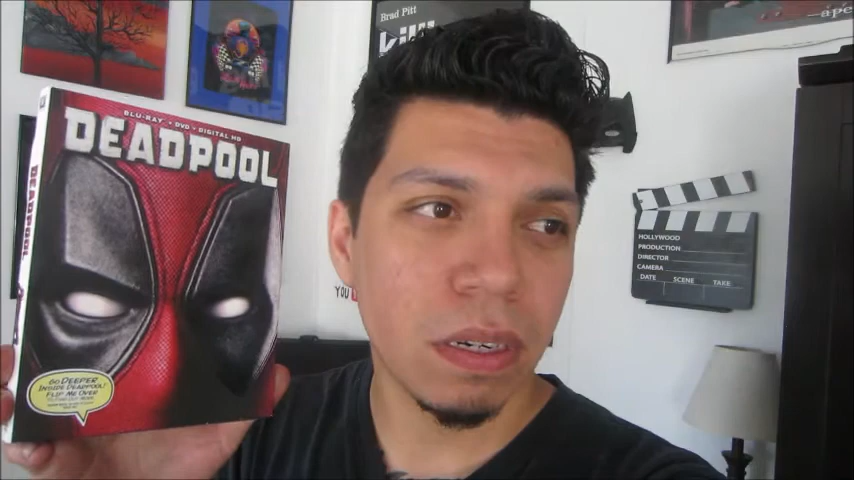 Brad Pitt
BLU-RAY • DVD • DIGITAL HD
DEADPOOL
DEADPOOL
GO DEEPER
INSIDE DEADPOOL!
FLIP ME OVER
YOU
HOLLYWOOD
PRODUCTION
DIRECTOR
CAMERA
DATE SCENE TAKE